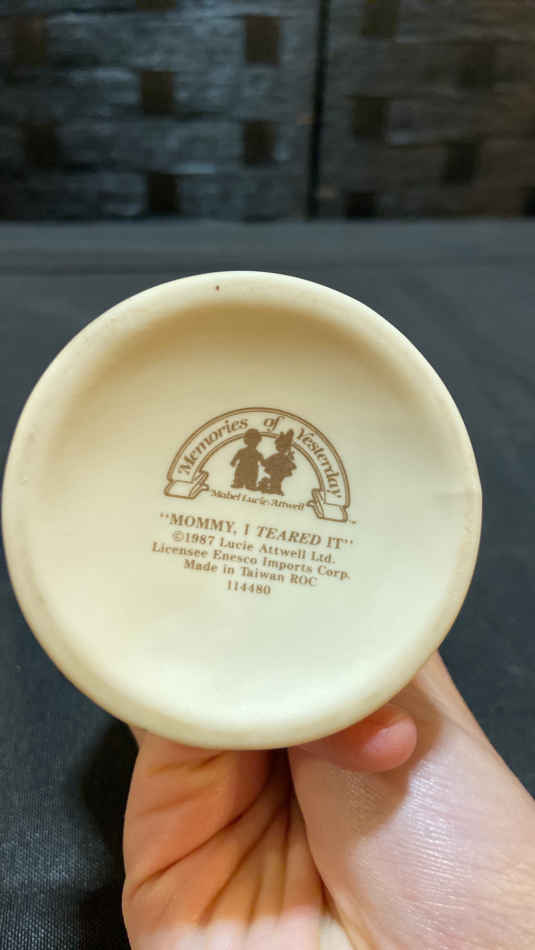 Memories of Yesterday
Mabel Lucie Attwell ™
"MOMMY, I TEARED IT"
©1987 Lucie Attwell Ltd.
Licensee Enesco Imports Corp.
Made in Taiwan ROC
114480